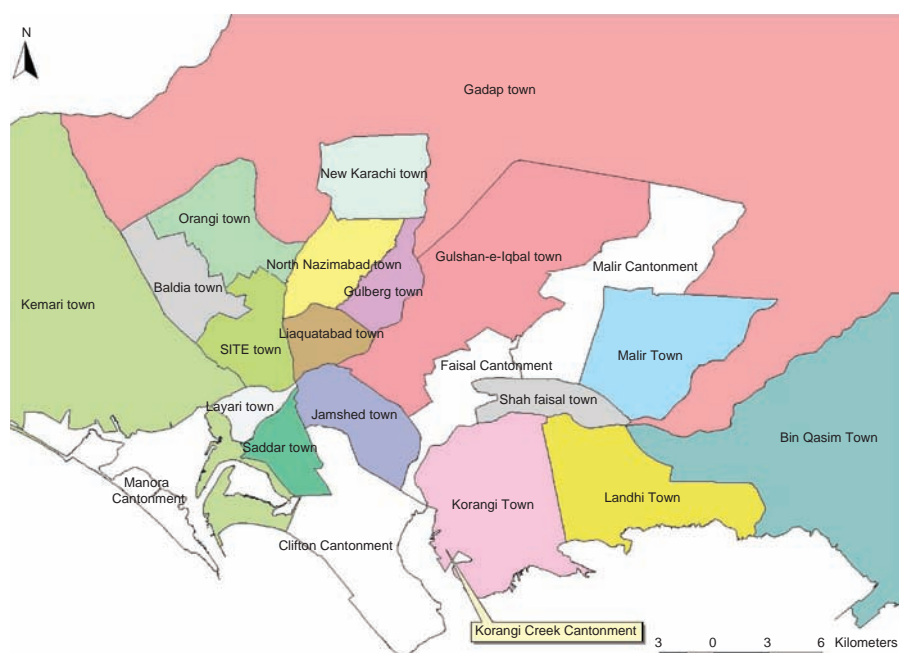 N
Gadap town
New Karachi town
Orangi town
North Nazimabad town
Gulshan-e-Iqbal town
Malir Cantonment
Baldia town
Gulberg town
Kemari town
Liaquatabad town
SITE town
Faisal Cantonment
Malir Town
Shah faisal town
Layari town
Jamshed town
Saddar town
Bin Qasim Town
Manora
Cantonment
Korangi Town
Landhi Town
Clifton Cantonment
Korangi Creek Cantonment
3 0 3 6 Kilometers